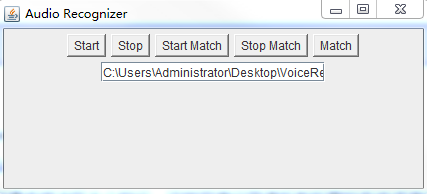 Audio Recognizer
Start Stop Start Match Stop Match Match
C:\Users\Administrator\Desktop\VoiceRe